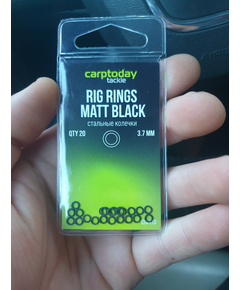 carptoday
tackle
RIG RINGS
MATT BLACK
стальные колечки
QTY 20 3.7 MM